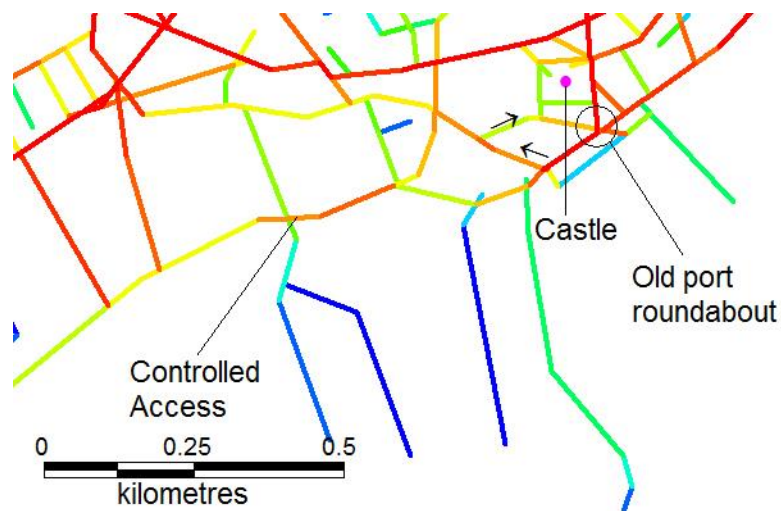 Castle
Old port
roundabout
Controlled
Access
0 0.25 0.5
kilometres